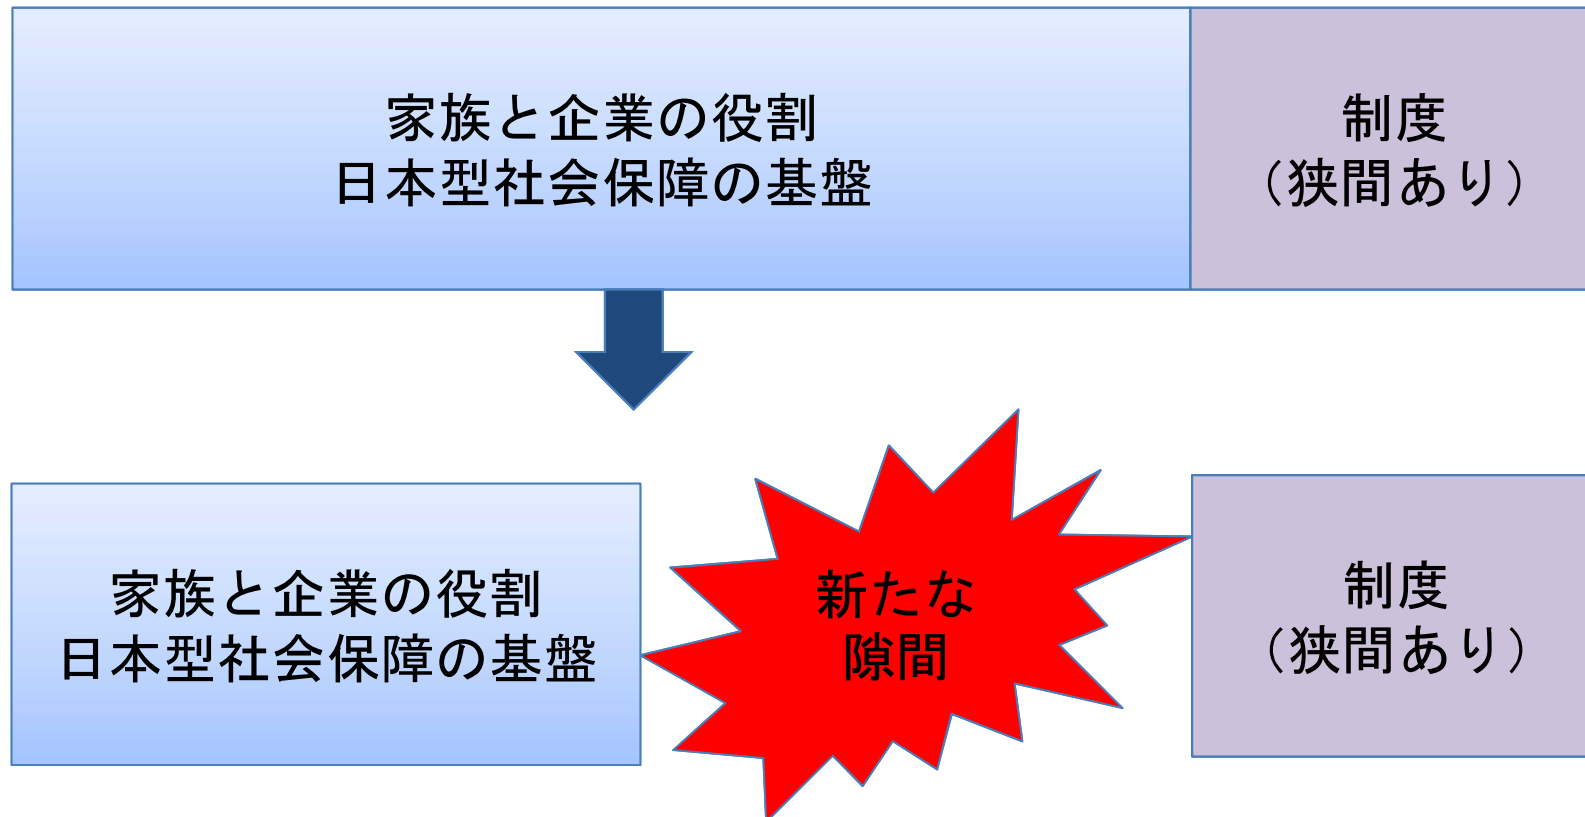 家族と企業の役割
日本型社会保障の基盤
制度
（狭間あり）
家族と企業の役割
日本型社会保障の基盤
新たな
隙間
制度
（狭間あり）